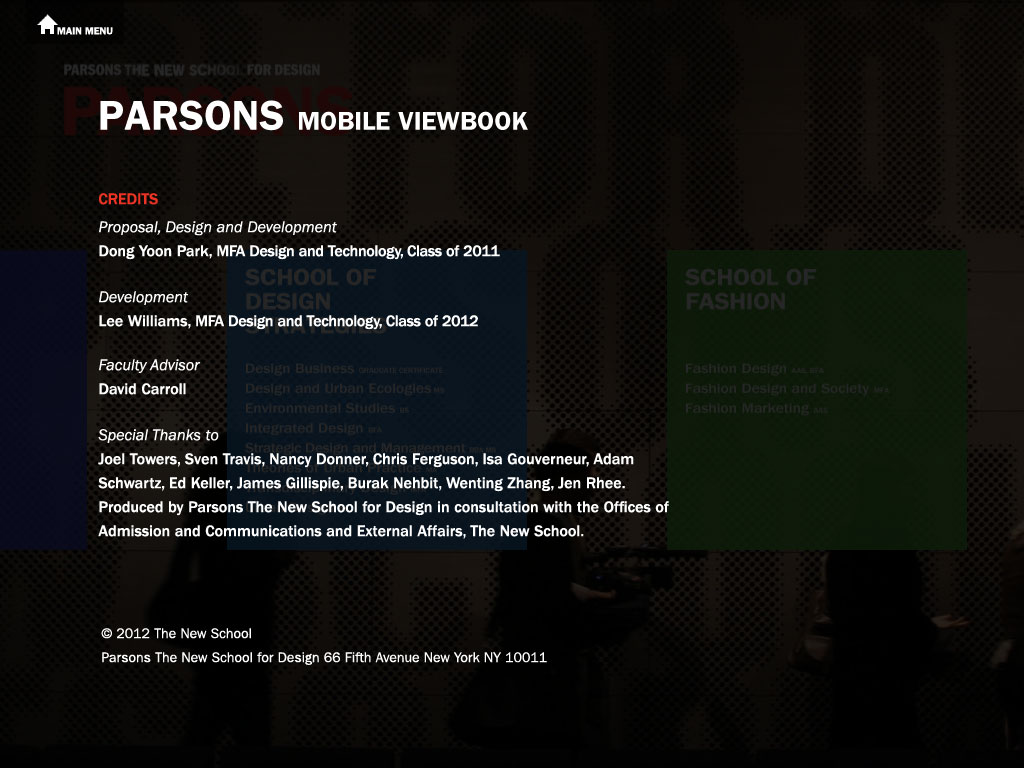 MAIN MENU
PARSONS THE NEW SCHOOL FOR DESIGN
PARSONS
PARSONS MOBILE VIEWBOOK
CREDITS
Proposal, Design and Development
Dong Yoon Park, MFA Design and Technology, Class of 2011
Development
Lee Williams, MFA Design and Technology, Class of 2012
Faculty Advisor
David Carroll
Special Thanks to
Joel Towers, Sven Travis, Nancy Donner, Chris Ferguson, Isa Gouverneur, Adam
Schwartz, Ed Keller, James Gillispie, Burak Nehbit, Wenting Zhang, Jen Rhee.
Produced by Parsons The New School for Design in consultation with the Offices of
Admission and Communications and External Affairs, The New School.
© 2012 The New School
Parsons The New School for Design 66 Fifth Avenue New York NY 10011
SCHOOL OF
DESIGN
STRATEGIES
Design Business GRADUATE CERTIFICATE
Design and Urban Ecologies MS
Environmental Studies BS
Integrated Design BFA
Strategic Design and Management
Theories of Urban Practice
SCHOOL OF
FASHION
Fashion Design AAS, BFA
Fashion Design and Society MFA
Fashion Marketing AAS